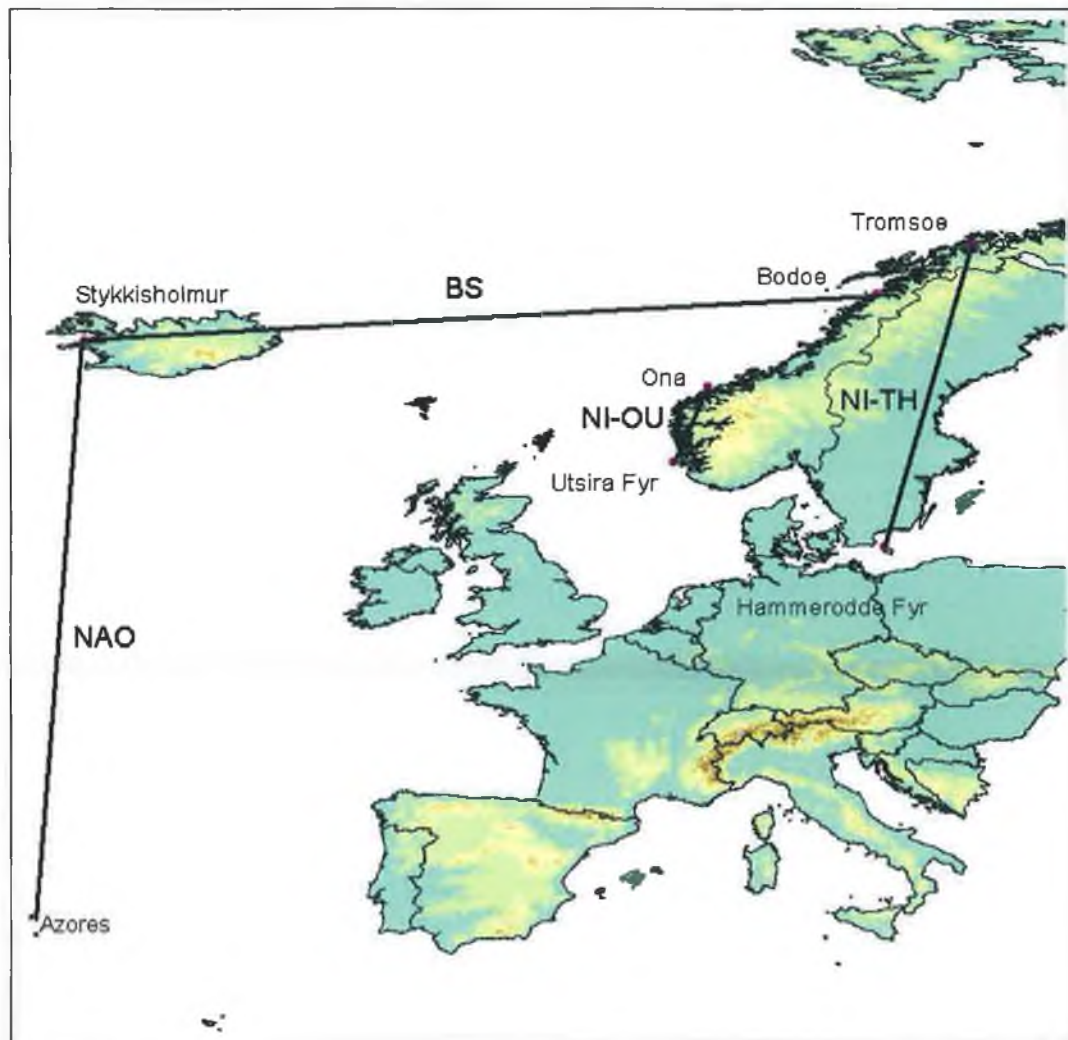 Tromsoe
Bodoe
BS
Stykkisholmur
Ona
NI-TH
NI-OU
Utsira Fyr
Hammerodde Fyr
NAO
Azores